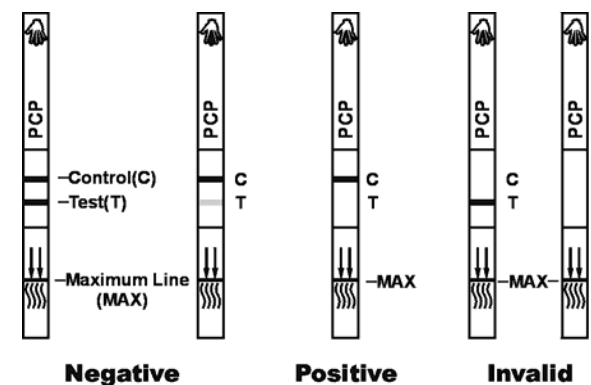 PCP
PCP
PCP
PCP
PCP
–Control(C)
–Test(T)
C
T
C
T
C
T
–Maximum Line
(MAX)
–MAX
–MAX–
Negative
Positive
Invalid